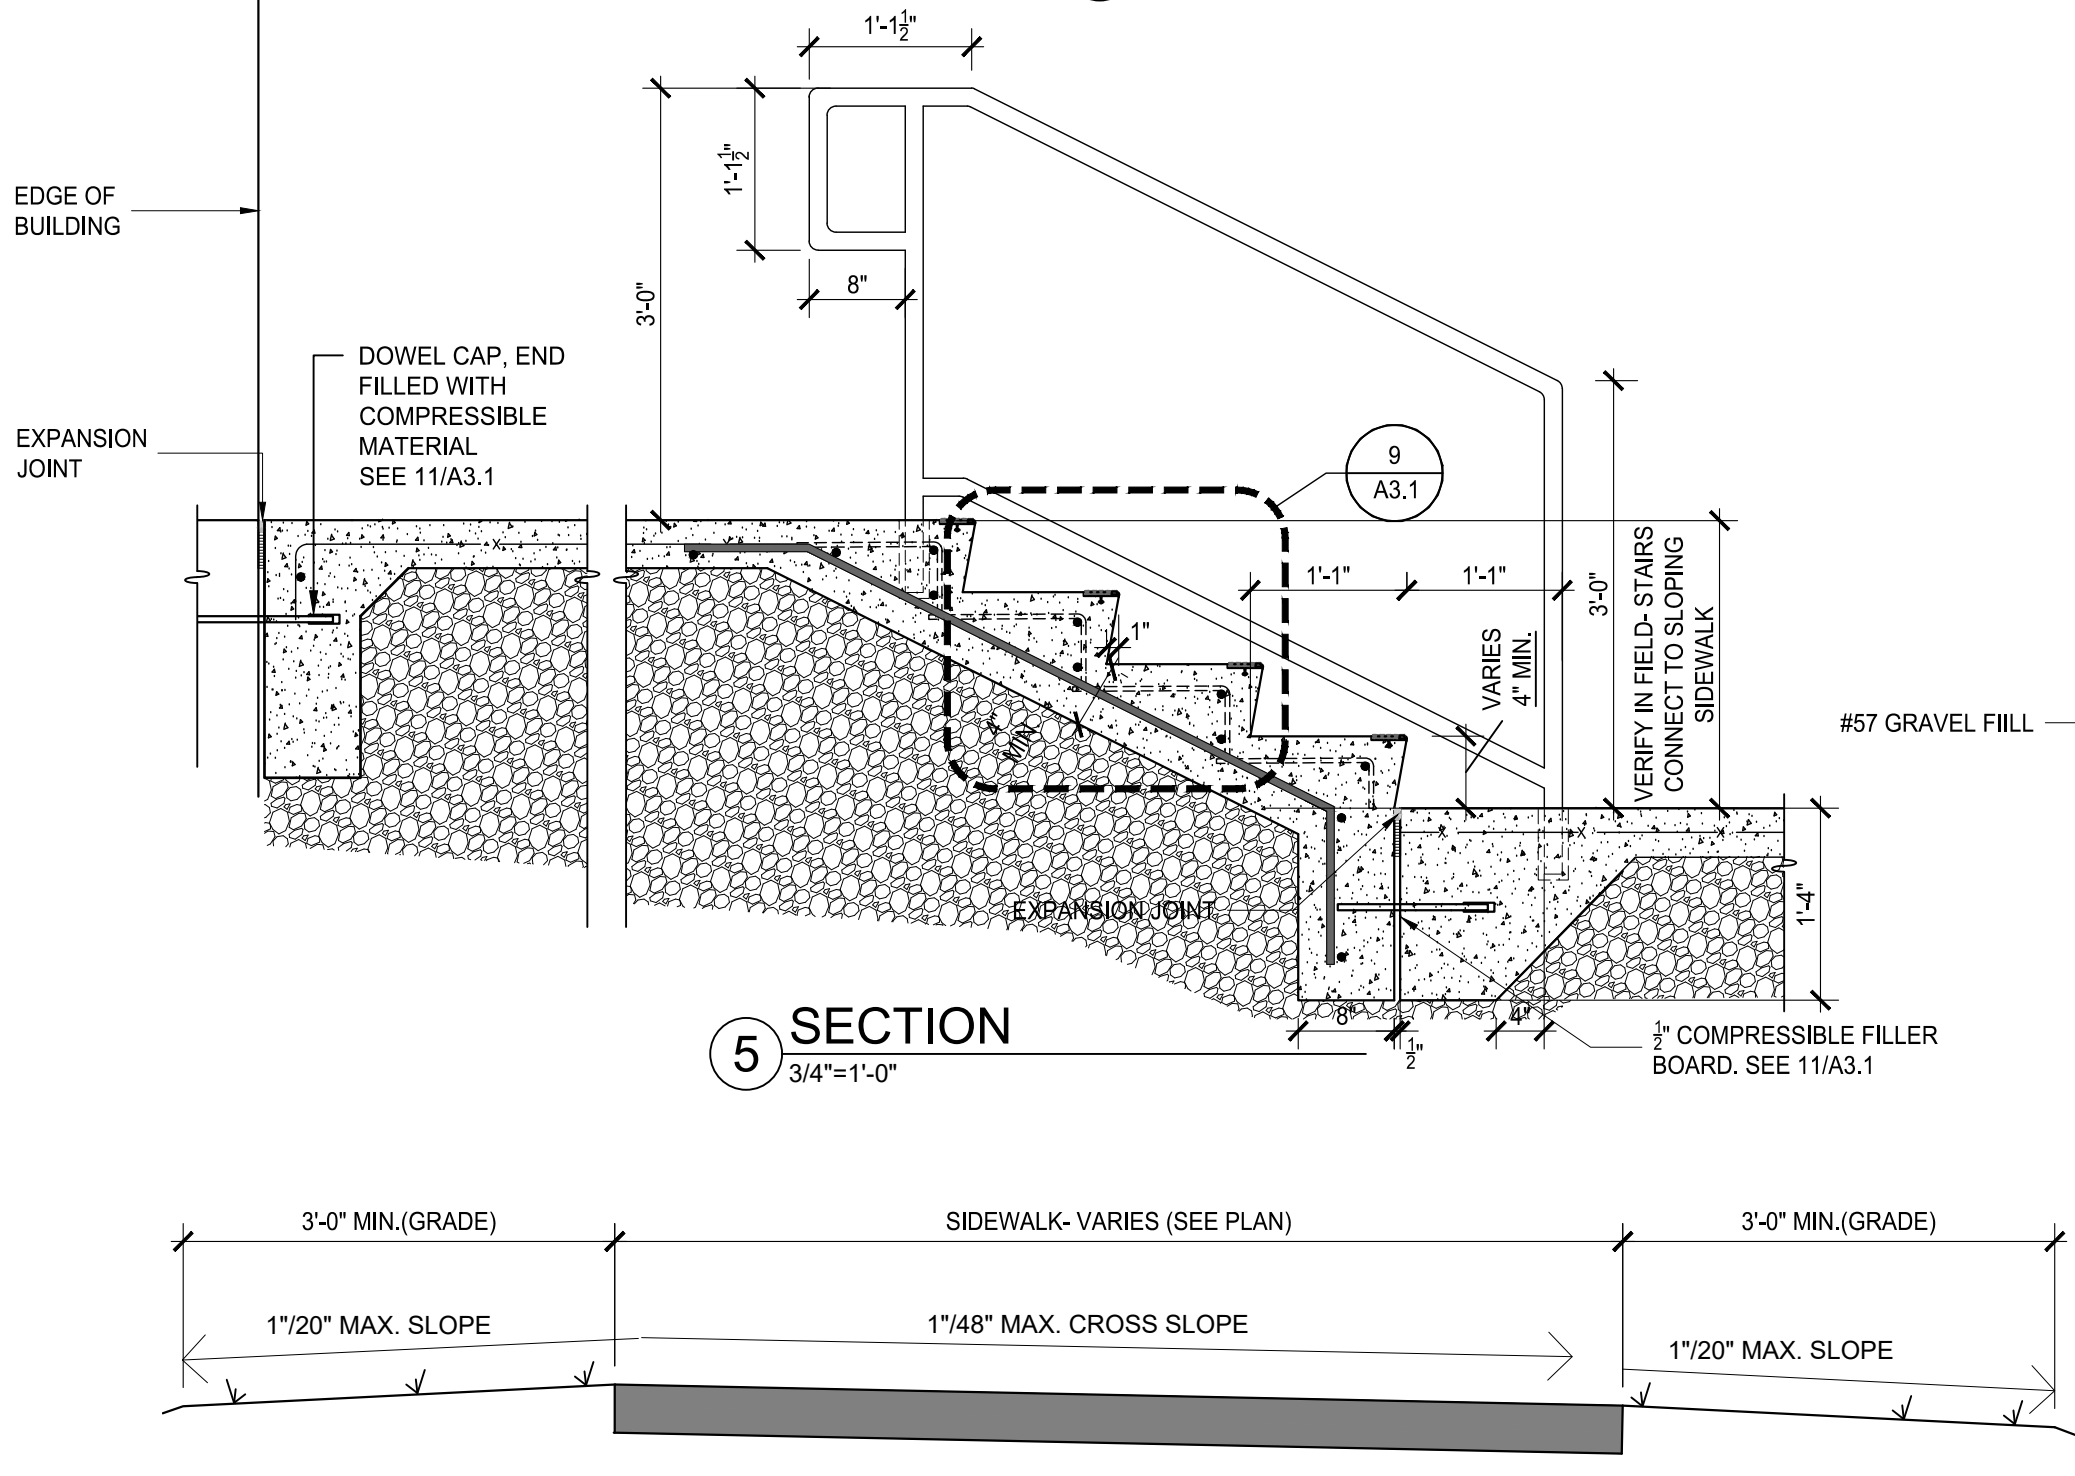 1'-1½"
1'-1½"
3'-0"
8"
EDGE OF
BUILDING
DOWEL CAP, END
FILLED WITH
COMPRESSIBLE
MATERIAL
SEE 11/A3.1
EXPANSION
JOINT
9
A3.1
1'-1"
1'-1"
3'-0"
VERIFY IN FIELD- STAIRS
CONNECT TO SLOPING
SIDEWALK
1"
VARIES
4" MIN.
4"
MIN.
#57 GRAVEL FIILL
X
X
X
X
X
EXPANSION JOINT
1'-4"
8"
½"
4"
½" COMPRESSIBLE FILLER
BOARD. SEE 11/A3.1
5
SECTION
3/4"=1'-0"
3'-0" MIN.(GRADE)
SIDEWALK- VARIES (SEE PLAN)
3'-0" MIN.(GRADE)
1"/20" MAX. SLOPE
1"/48" MAX. CROSS SLOPE
1"/20" MAX. SLOPE